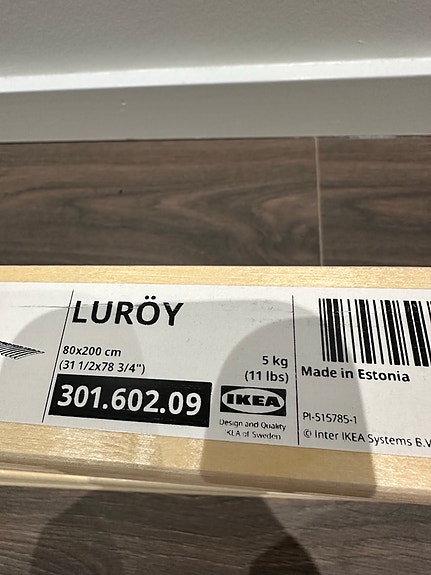 LURÖY
80x200 cm
(31 1/2x78 3/4")
301.602.09
5 kg
(11 lbs)
IKEA
Design and Quality
IKEA of Sweden
Made in Estonia
PI-515785-1
© Inter IKEA Systems B.V